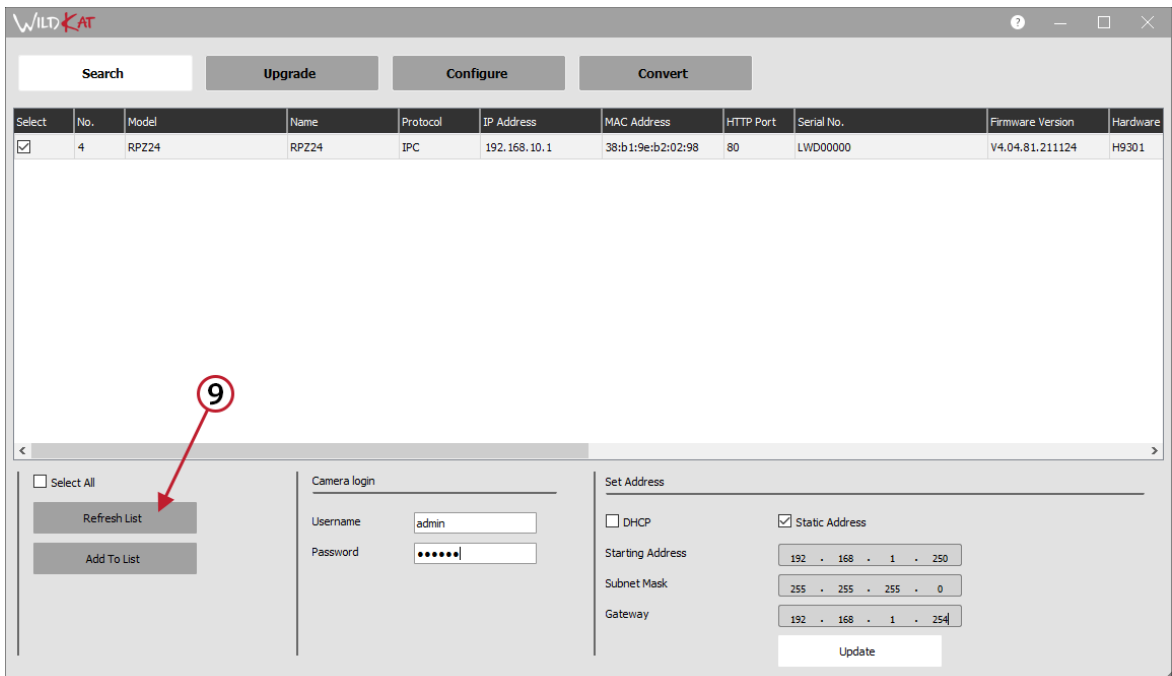 WILD KAT
?
Search Upgrade Configure Convert
Select No. Model Name Protocol IP Address MAC Address HTTP Port Serial No. Firmware Version Hardware
4 RPZ24 RPZ24 IPC 192.168.10.1 38:b1:9e:b2:02:98 80 LWD00000 V4.04.81.211124 H9301
9
Select All
Refresh List
Add To List
Camera login
Username admin
Password ●●●●●●
Set Address
DHCP Static Address
Starting Address 192 . 168 . 1 . 250
Subnet Mask 255 . 255 . 255 . 0
Gateway 192 . 168 . 1 . 254
Update